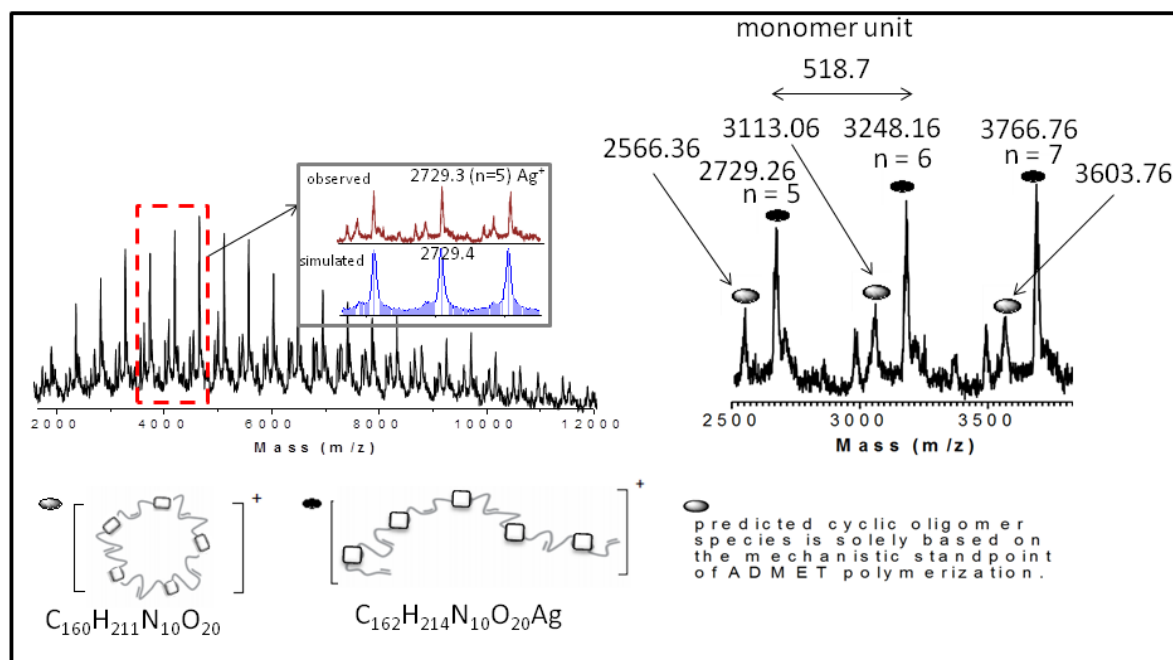 monomer unit
518.7
3113.06
3248.16
3766.76
2566.36
n = 6
n = 7
3603.76
2729.26
n = 5
observed
2729.3 (n=5) Ag⁺
simulated
2729.4
2000
4000
6000
8000
10000
12000
Mass (m/z)
2500
3000
3500
Mass (m/z)
+
+
predicted cyclic oligomer
species is solely based on
the mechanistic standpoint
of ADMET polymerization.
C₁₆₀H₂₁₁N₁₀O₂₀
C₁₆₂H₂₁₄N₁₀O₂₀Ag